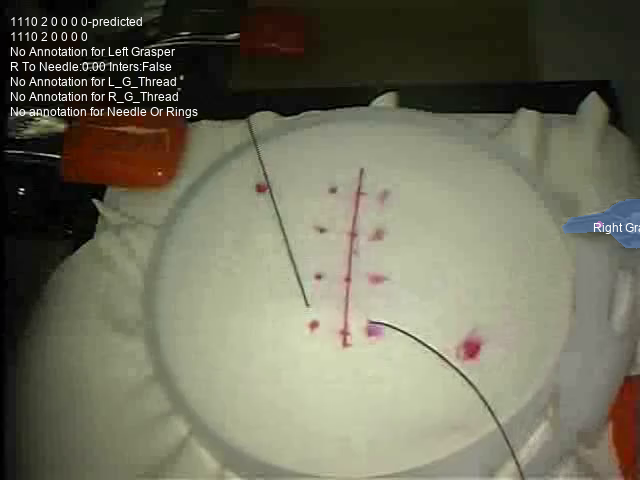 1110 2 0 0 0 0-predicted
1110 2 0 0 0 0
No Annotation for Left Grasper
R To Needle:0.00 Inters:False
No Annotation for L_G_Thread
No Annotation for R_G_Thread
No annotation for Needle Or Rings
Right Gra